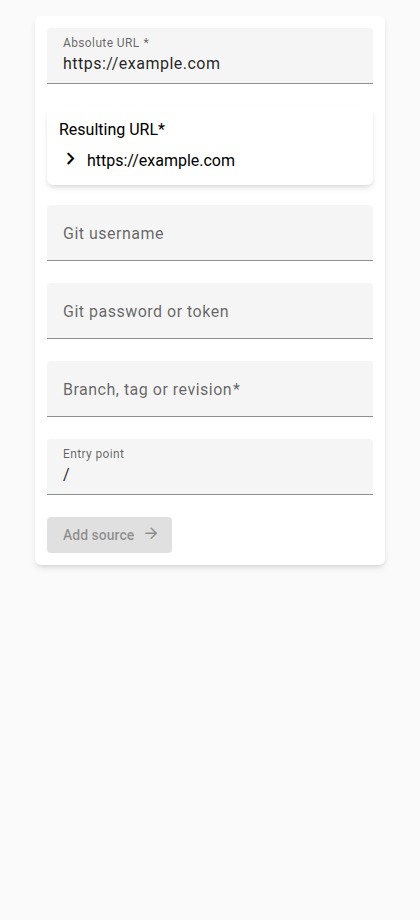 Absolute URL *
https://example.com
Resulting URL*
https://example.com
Git username
Git password or token
Branch, tag or revision*
Entry point
/
Add source